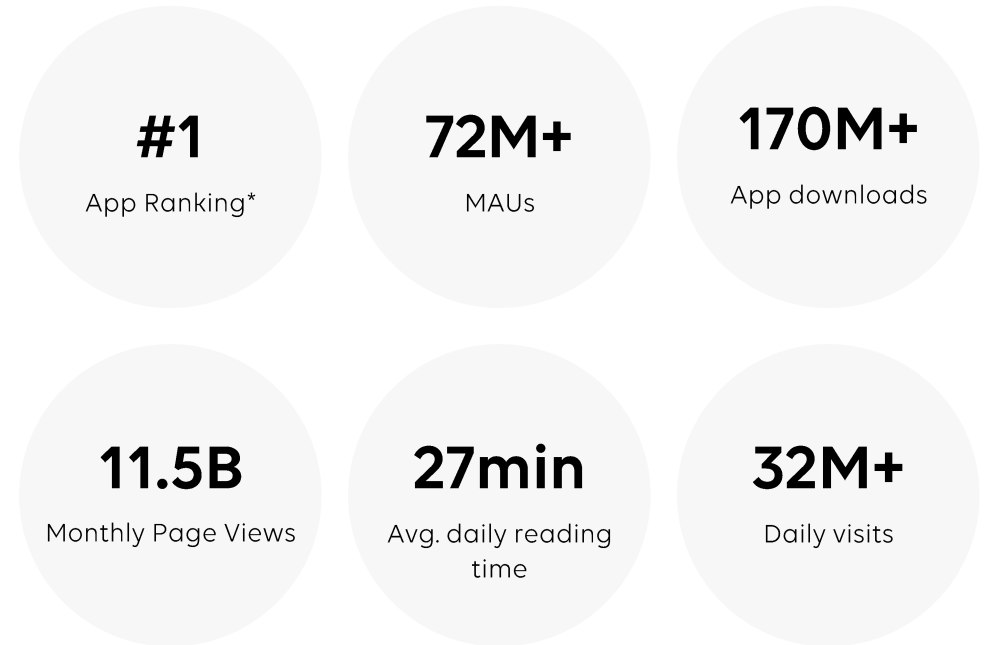 #1
App Ranking*
72M+
MAUs
170M+
App downloads
11.5B
Monthly Page Views
27min
Avg. daily reading
time
32M+
Daily visits